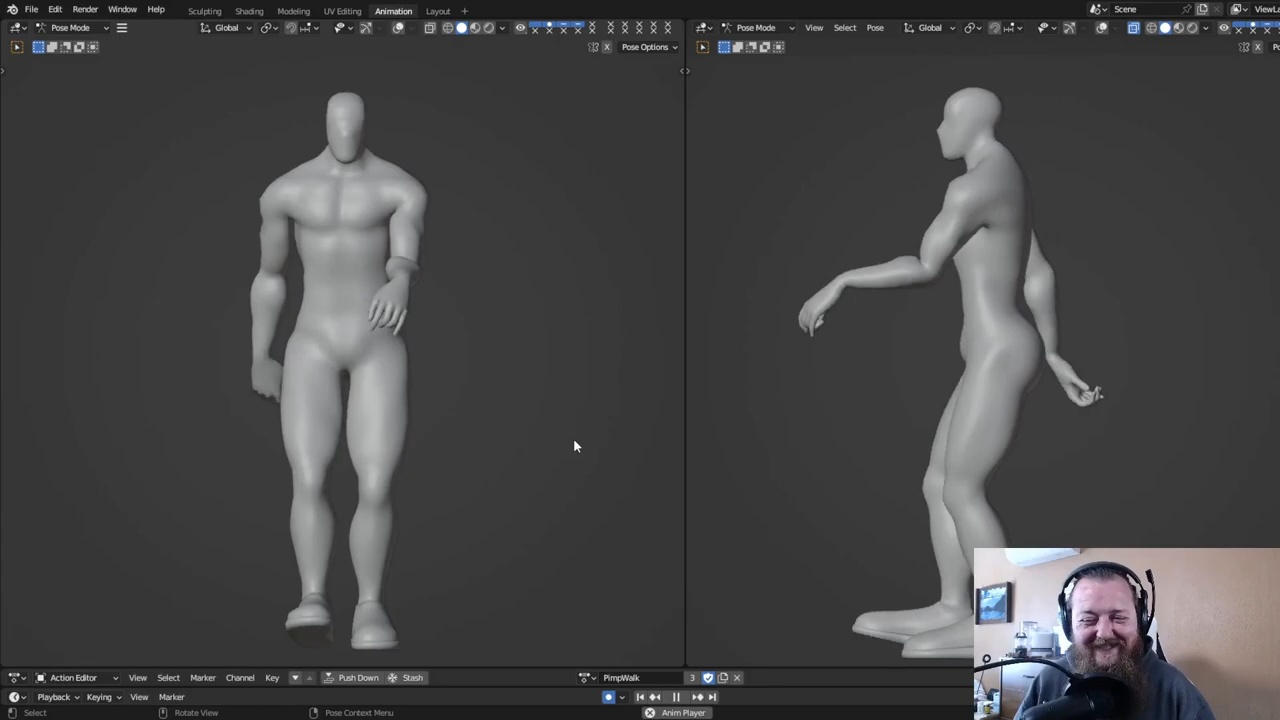 File Edit Render Window Help Sculpting Shading Modeling UV Editing Animation Layout + Scene ViewLa
Pose Mode Global Pose Mode View Select Pose Global
X Pose Options X Po
Action Editor View Select Marker Channel Key Push Down Stash PimpWalk 3
Playback Keying View Marker
Select Rotate View Pose Context Menu Anim Player